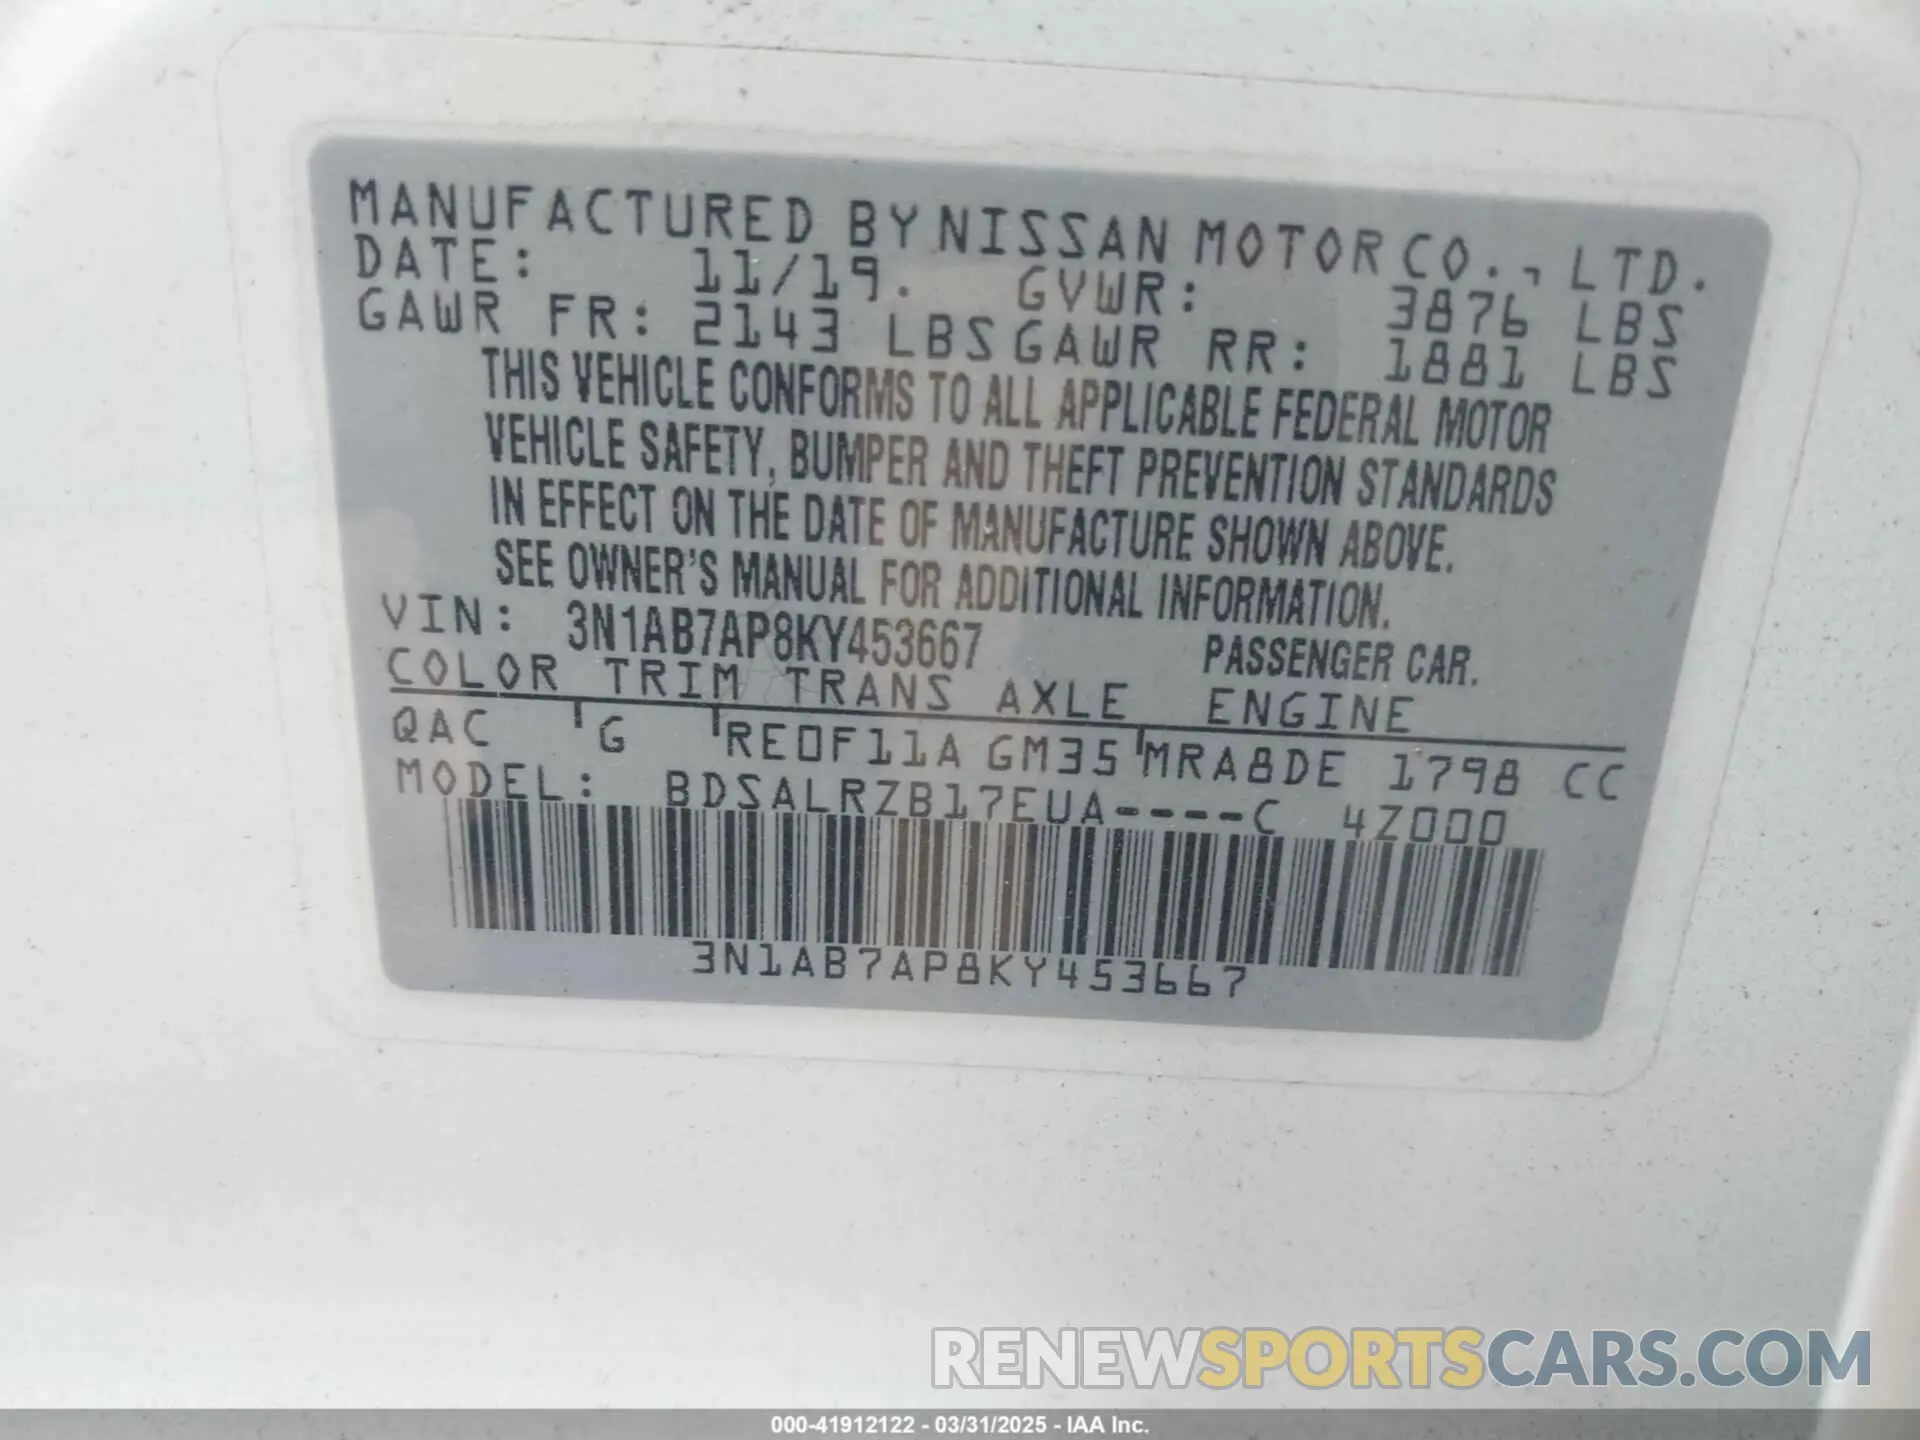 MANUFACTURED BY NISSAN MOTOR CO., LTD.
DATE: 11/19. GVWR: 3876 LBS
GAWR FR: 2143 LBS GAWR RR: 1881 LBS
THIS VEHICLE CONFORMS TO ALL APPLICABLE FEDERAL MOTOR
VEHICLE SAFETY, BUMPER AND THEFT PREVENTION STANDARDS
IN EFFECT ON THE DATE OF MANUFACTURE SHOWN ABOVE.
SEE OWNER'S MANUAL FOR ADDITIONAL INFORMATION.
VIN: 3N1AB7AP8KY453667 PASSENGER CAR.
COLOR TRIM TRANS AXLE ENGINE
QAC G RE0F11A GM35 MRA8DE 1798 CC
MODEL: BDSALRZB17EUA----C 4Z000
3N1AB7AP8KY453667
RENEWSPORTSCARS.COM
000-41912122 - 03/31/2025 - IAA Inc.